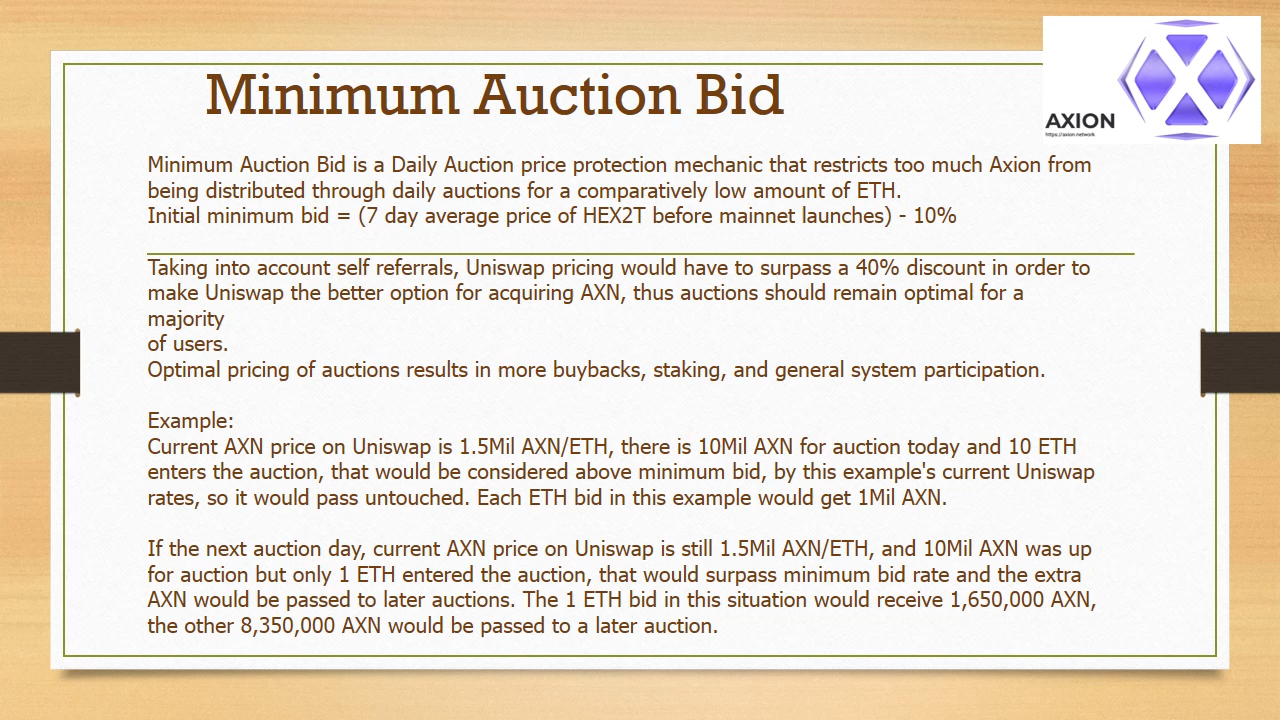 Minimum Auction Bid
AXION
https://axion.network
Minimum Auction Bid is a Daily Auction price protection mechanic that restricts too much Axion from
being distributed through daily auctions for a comparatively low amount of ETH.
Initial minimum bid = (7 day average price of HEX2T before mainnet launches) - 10%
Taking into account self referrals, Uniswap pricing would have to surpass a 40% discount in order to
make Uniswap the better option for acquiring AXN, thus auctions should remain optimal for a
majority
of users.
Optimal pricing of auctions results in more buybacks, staking, and general system participation.
Example:
Current AXN price on Uniswap is 1.5Mil AXN/ETH, there is 10Mil AXN for auction today and 10 ETH
enters the auction, that would be considered above minimum bid, by this example's current Uniswap
rates, so it would pass untouched. Each ETH bid in this example would get 1Mil AXN.
If the next auction day, current AXN price on Uniswap is still 1.5Mil AXN/ETH, and 10Mil AXN was up
for auction but only 1 ETH entered the auction, that would surpass minimum bid rate and the extra
AXN would be passed to later auctions. The 1 ETH bid in this situation would receive 1,650,000 AXN,
the other 8,350,000 AXN would be passed to a later auction.